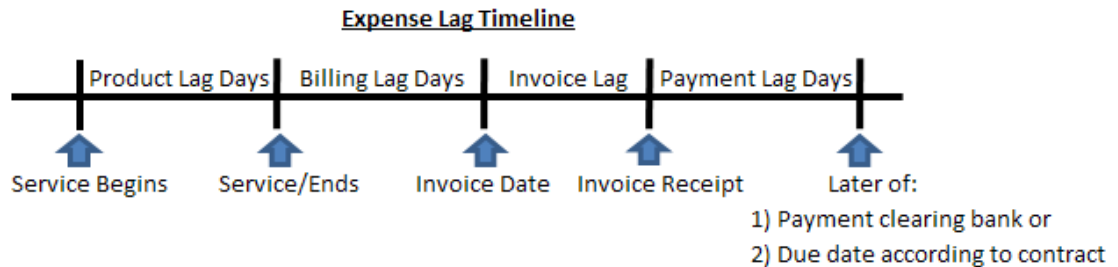 Expense Lag Timeline
Product Lag Days Billing Lag Days Invoice Lag Payment Lag Days
Service Begins Service/Ends Invoice Date Invoice Receipt Later of:
1) Payment clearing bank or
2) Due date according to contract